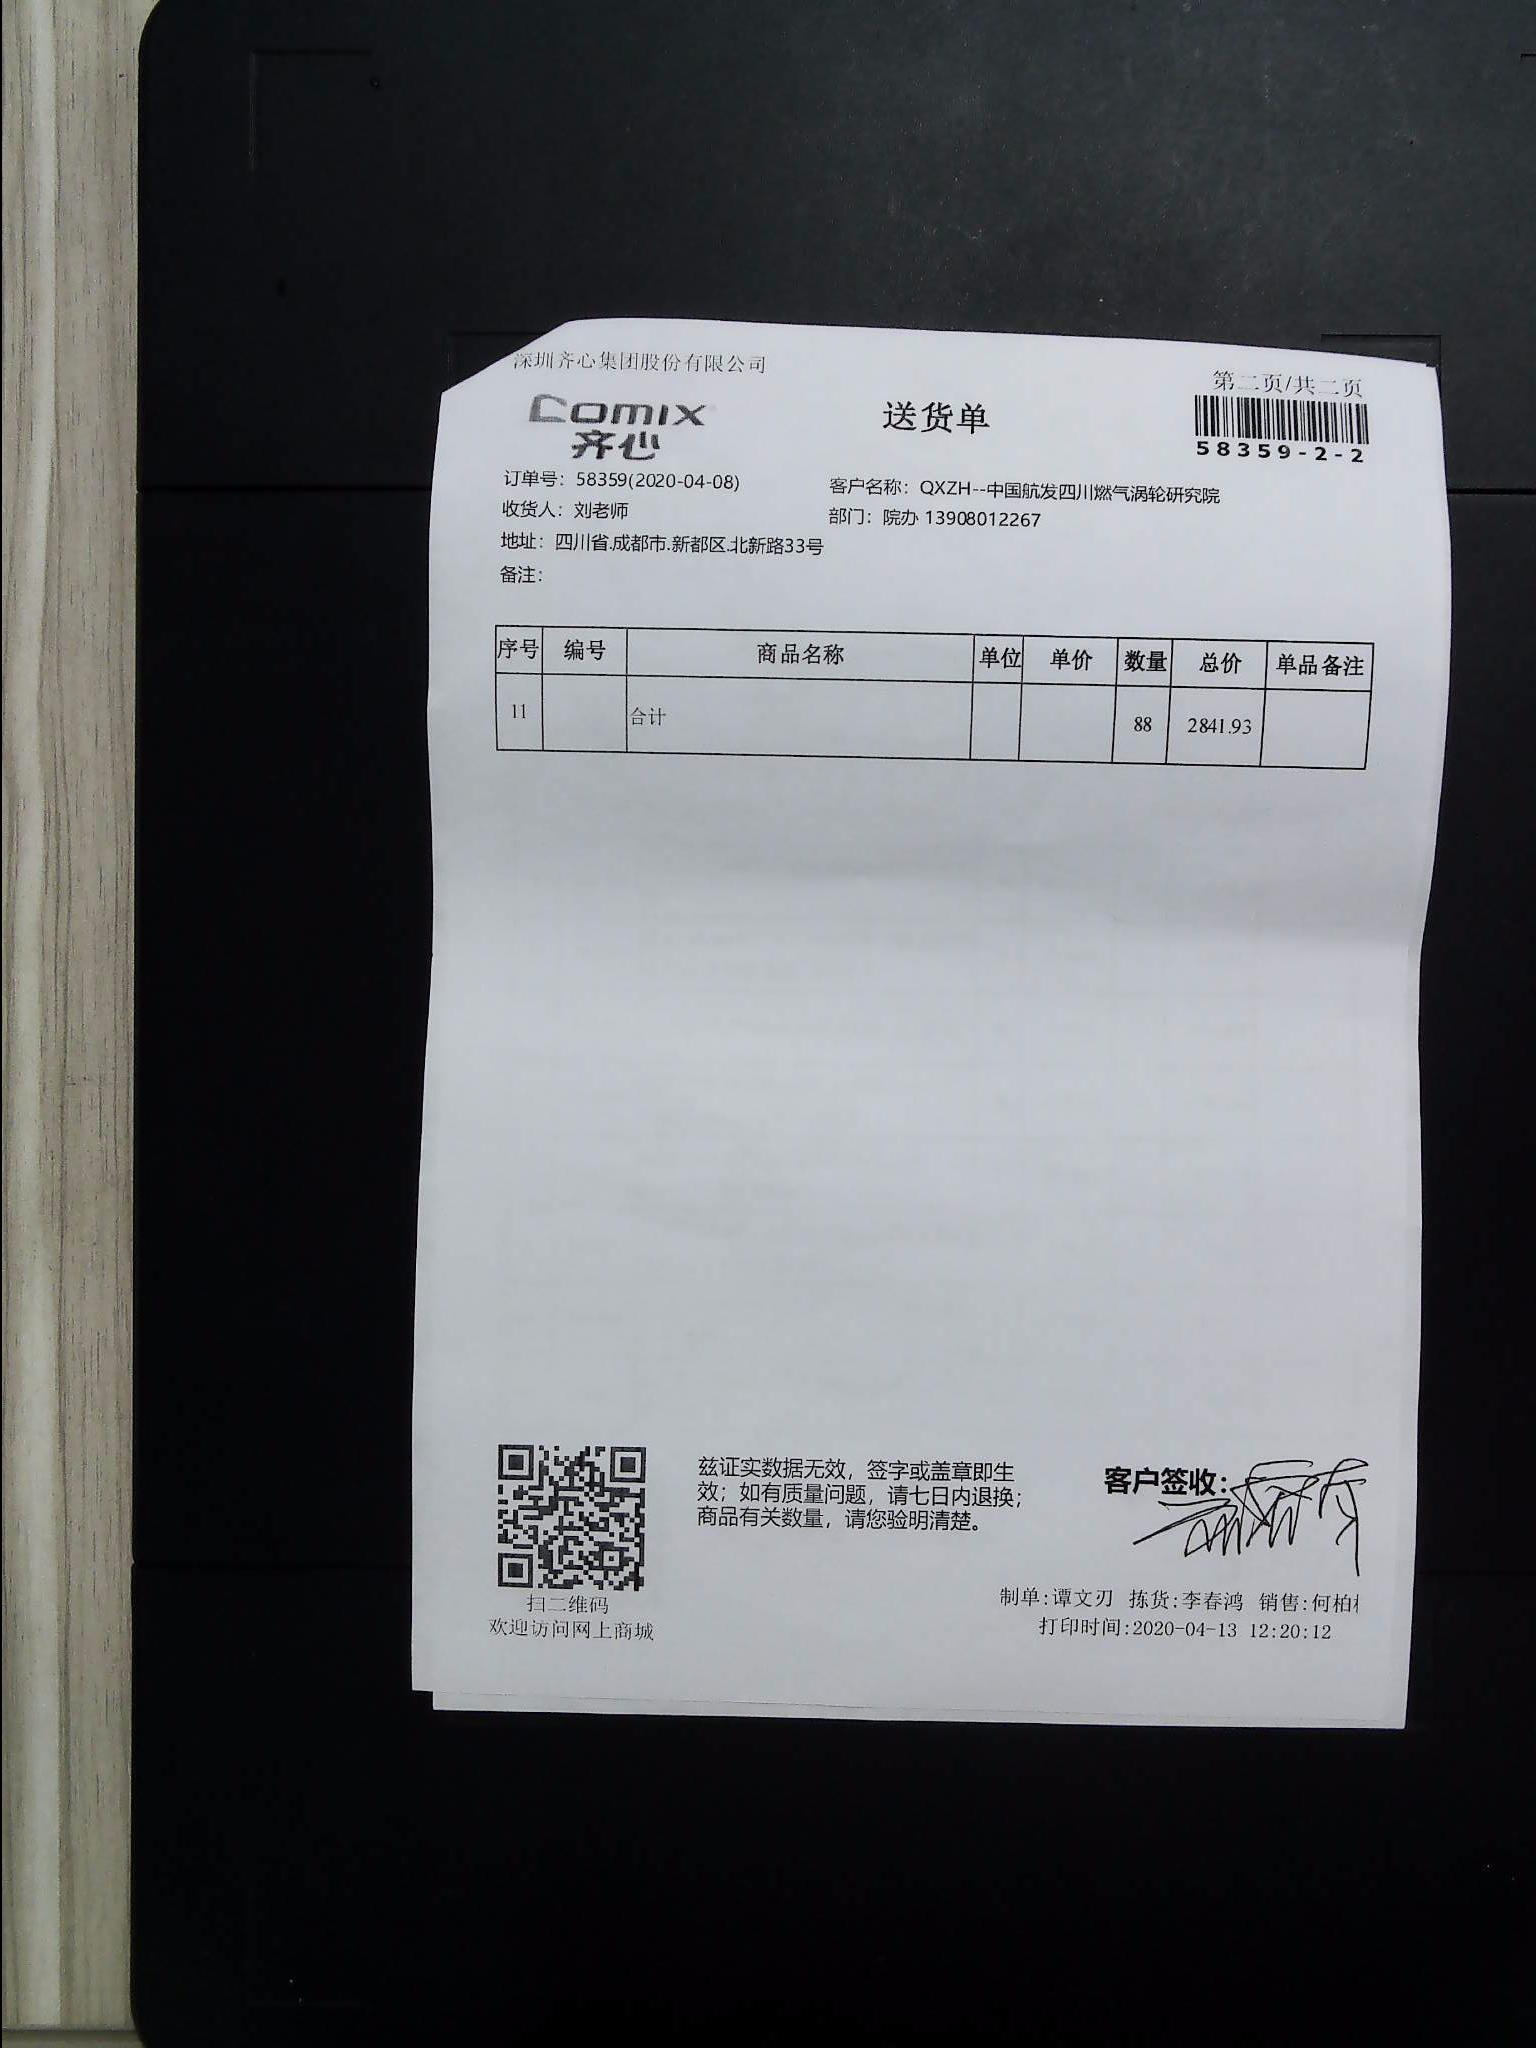 深圳齐心集团股份有限公司
第二页/共二页
comix
齐心
送货单
58359-2-2
订单号：58359(2020-04-08)
客户名称：QXZH--中国航发四川燃气涡轮研究院
收货人：刘老师
部门：院办 13908012267
地址：四川省.成都市.新都区.北新路33号
备注：
序号 编号 商品名称 单位 单价 数量 总价 单品备注
11 合计 88 2841.93
兹证实数据无效，签字或盖章即生
效；如有质量问题，请七日内退换；
商品有关数量，请您验明清楚。
客户签收：
扫二维码
欢迎访问网上商城
制单:谭文刃 拣货:李春鸿 销售:何柏
打印时间:2020-04-13 12:20:12